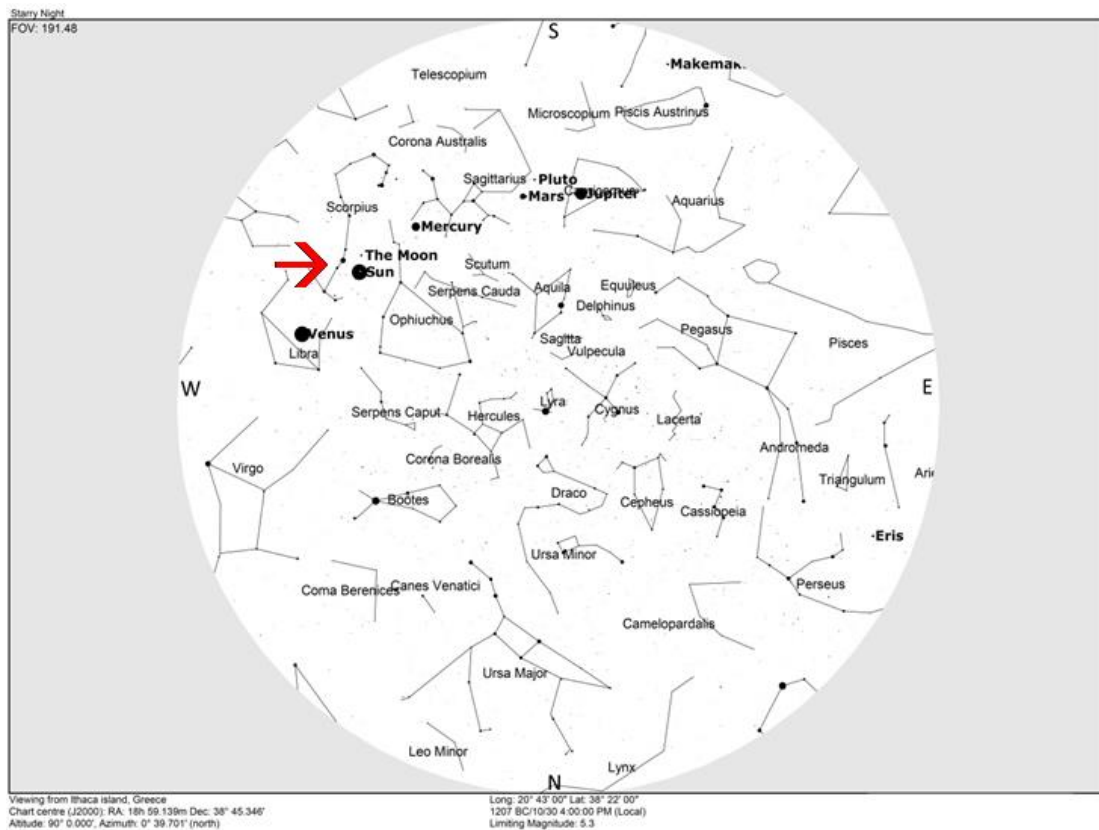 Starry Night
FOV: 191.48
S
Telescopium
Microscopium
Piscis Austrinus
Corona Australis
Sagittarius
Pluto
Mars
Jupiter
Scorpius
Aquarius
Mercury
The Moon
Sun
Scutum
Serpens Cauda
Aquila
Equuleus
Delphinus
Ophiuchus
Pegasus
Venus
Libra
Sagitta
Vulpecula
Pisces
W
E
Serpens Caput
Hercules
Lyra
Cygnus
Lacerta
Andromeda
Corona Borealis
Virgo
Triangulum
Bootes
Draco
Cepheus
Cassiopeia
Eris
Ursa Minor
Perseus
Coma Berenices
Canes Venatici
Camelopardalis
Ursa Major
Leo Minor
Lynx
N
Viewing from Ithaca island, Greece
Chart centre (J2000): RA: 18h 59.139m Dec: 38° 45.346'
Altitude: 90° 0.000', Azimuth: 0° 39.701' (north)
Long: 20° 43' 00" Lat: 38° 22' 00"
1207 BC/10/30 4:00:00 PM (Local)
Limiting Magnitude: 5.3